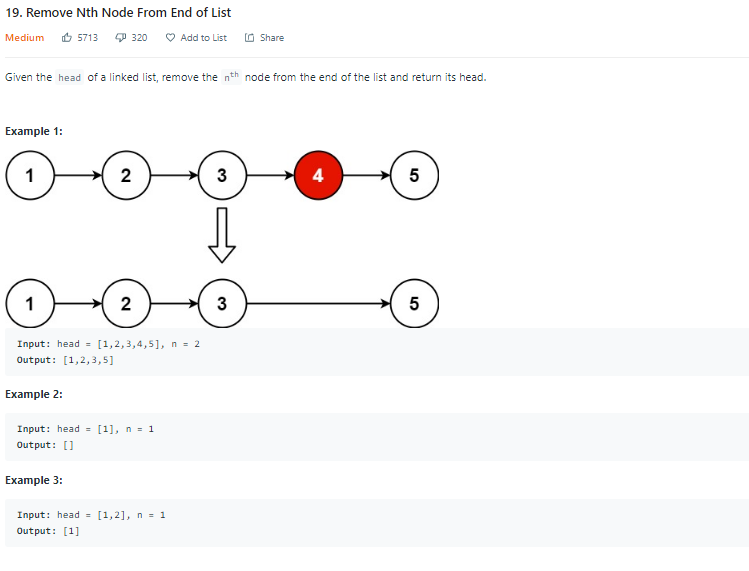 19. Remove Nth Node From End of List
Medium 5713 320 Add to List Share
Given the head of a linked list, remove the nth node from the end of the list and return its head.
Example 1:
1 2 3 4 5
1 2 3 5
Input: head = [1,2,3,4,5], n = 2
Output: [1,2,3,5]
Example 2:
Input: head = [1], n = 1
Output: []
Example 3:
Input: head = [1,2], n = 1
Output: [1]